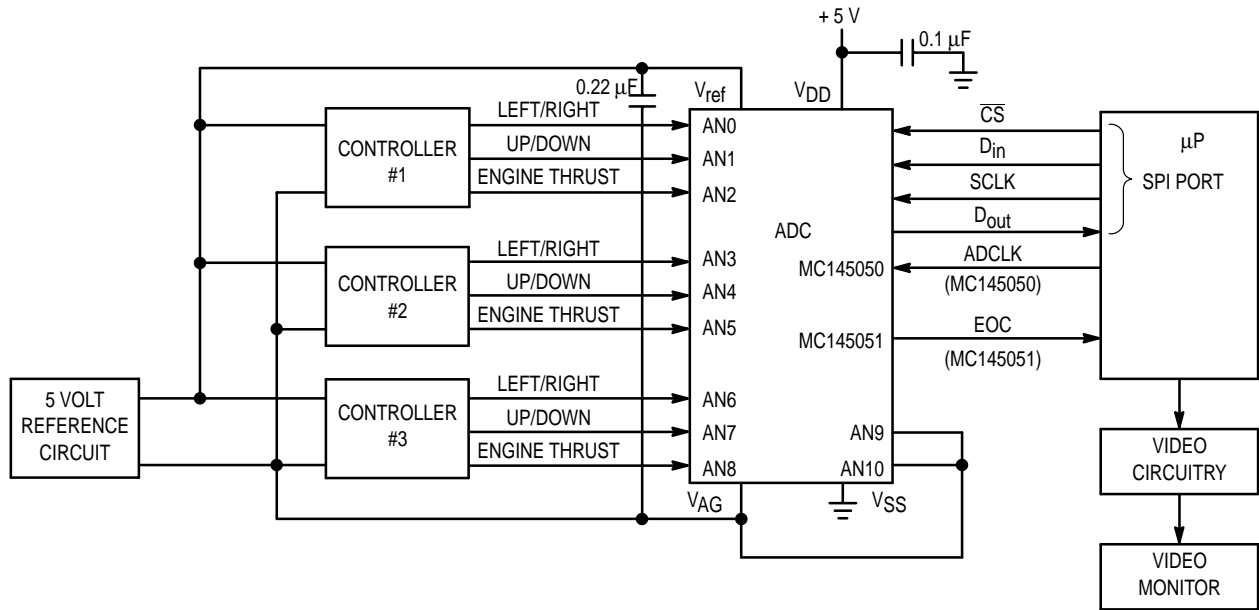 + 5 V
0.1 µF
0.22 µF
Vref
VDD
CONTROLLER
#1
LEFT/RIGHT
UP/DOWN
ENGINE THRUST
AN0
AN1
AN2
CONTROLLER
#2
LEFT/RIGHT
UP/DOWN
ENGINE THRUST
AN3
AN4
AN5
5 VOLT
REFERENCE
CIRCUIT
CONTROLLER
#3
LEFT/RIGHT
UP/DOWN
ENGINE THRUST
AN6
AN7
AN8
ADC
MC145050
MC145051
AN9
AN10
VAG
VSS
CS
Din
SCLK
Dout
ADCLK
(MC145050)
EOC
(MC145051)
µP
SPI PORT
VIDEO
CIRCUITRY
VIDEO
MONITOR